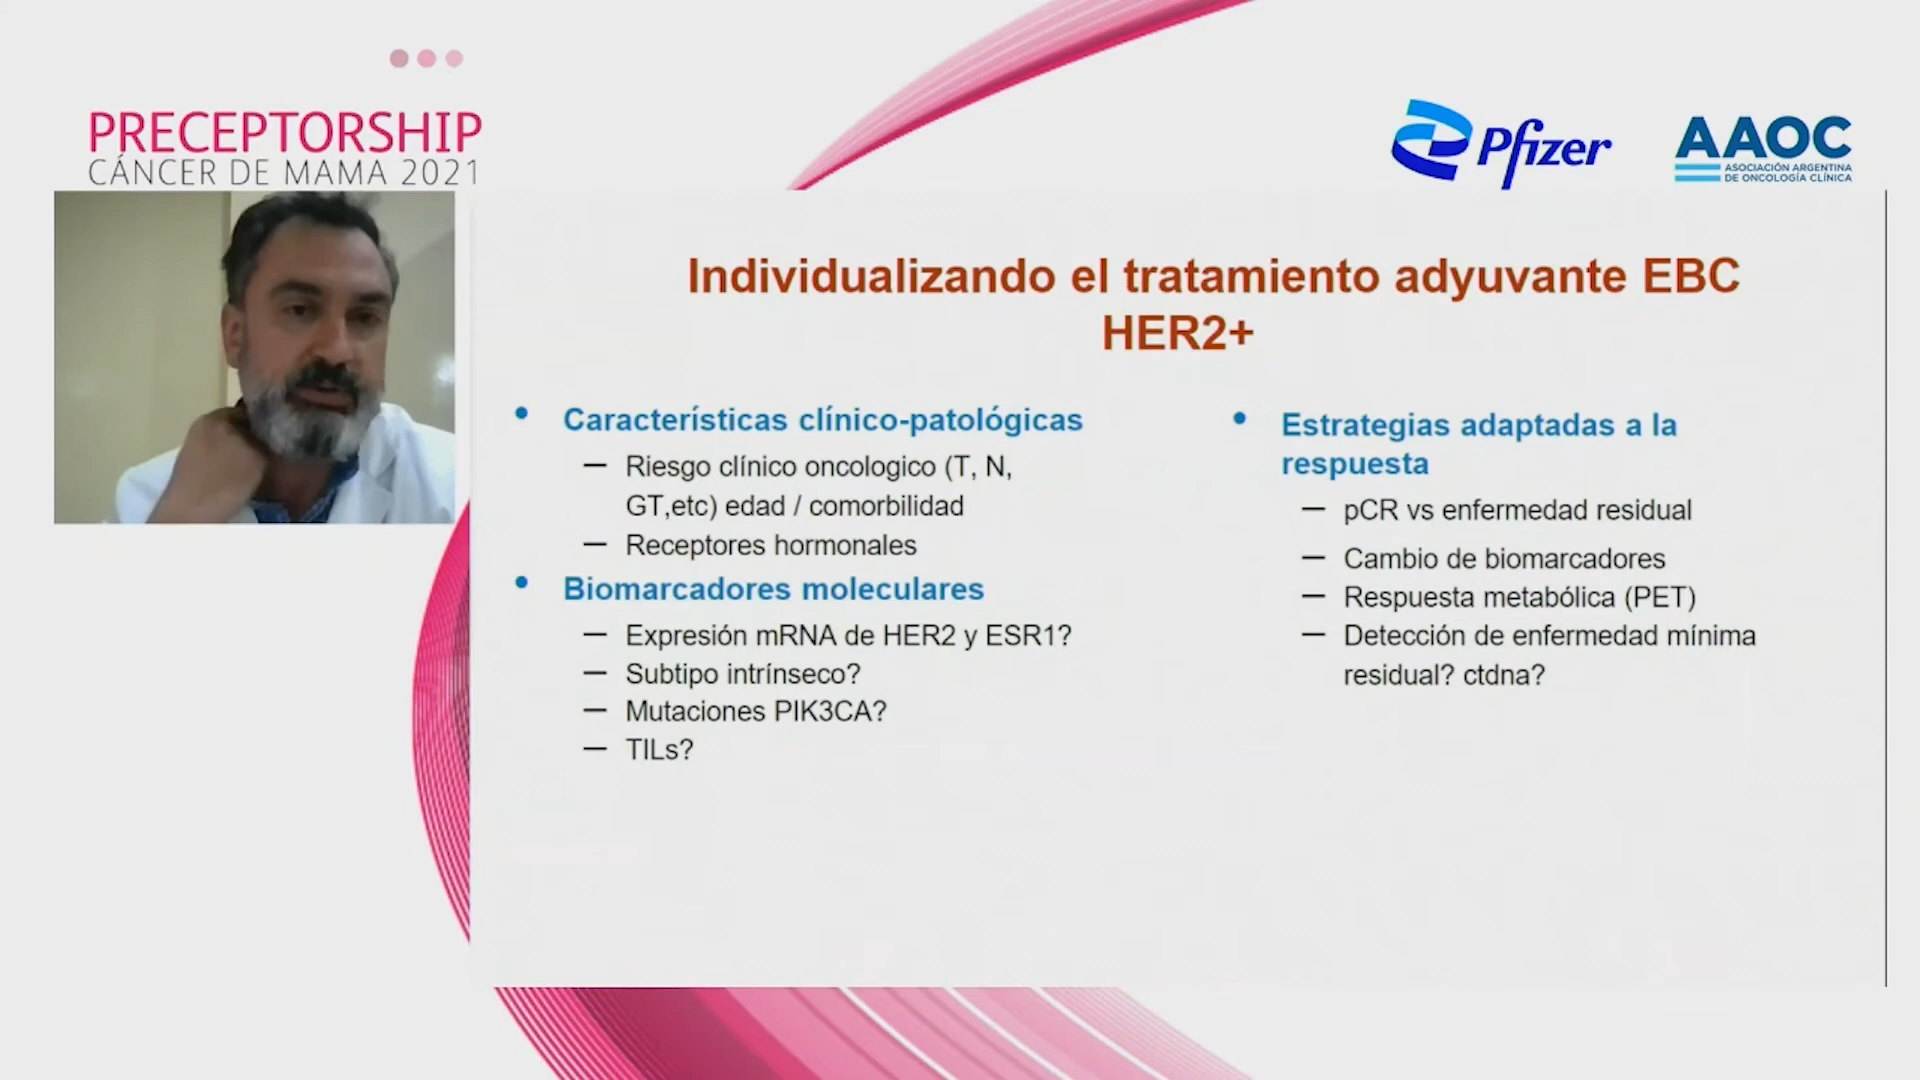 PRECEPTORSHIP
CÁNCER DE MAMA 2021
Pfizer
AAOC
ASOCIACIÓN ARGENTINA
DE ONCOLOGÍA CLÍNICA
Individualizando el tratamiento adyuvante EBC
HER2+
• Características clínico-patológicas
– Riesgo clínico oncologico (T, N,
GT,etc) edad / comorbilidad
– Receptores hormonales
• Biomarcadores moleculares
– Expresión mRNA de HER2 y ESR1?
– Subtipo intrínseco?
– Mutaciones PIK3CA?
– TILs?
• Estrategias adaptadas a la
respuesta
– pCR vs enfermedad residual
– Cambio de biomarcadores
– Respuesta metabólica (PET)
– Detección de enfermedad mínima
residual? ctdna?